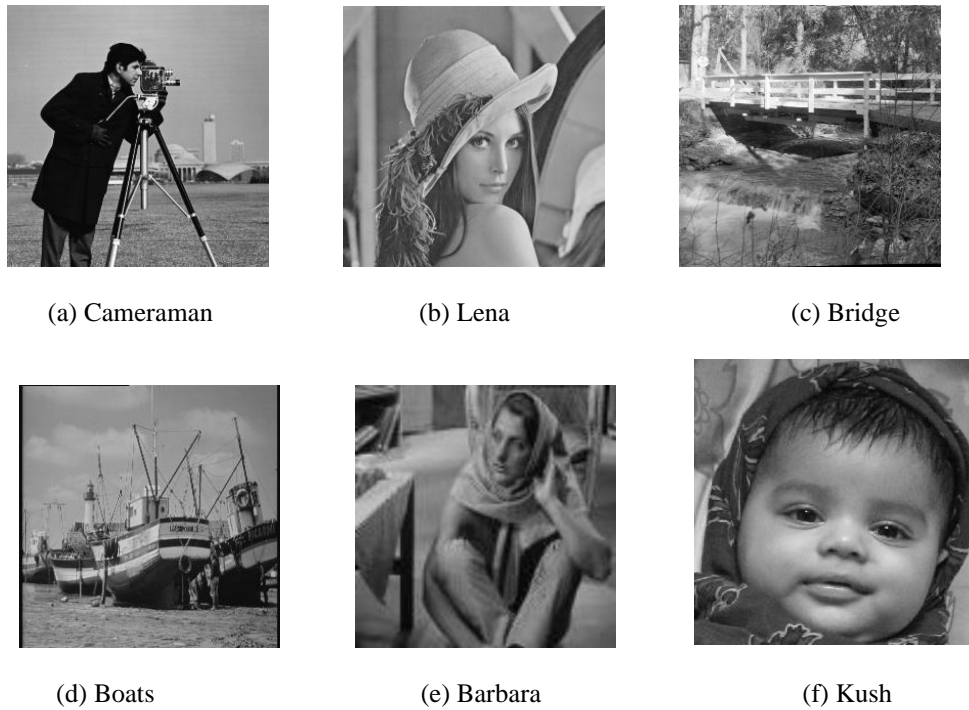 (a) Cameraman
(b) Lena
(c) Bridge
(d) Boats
(e) Barbara
(f) Kush